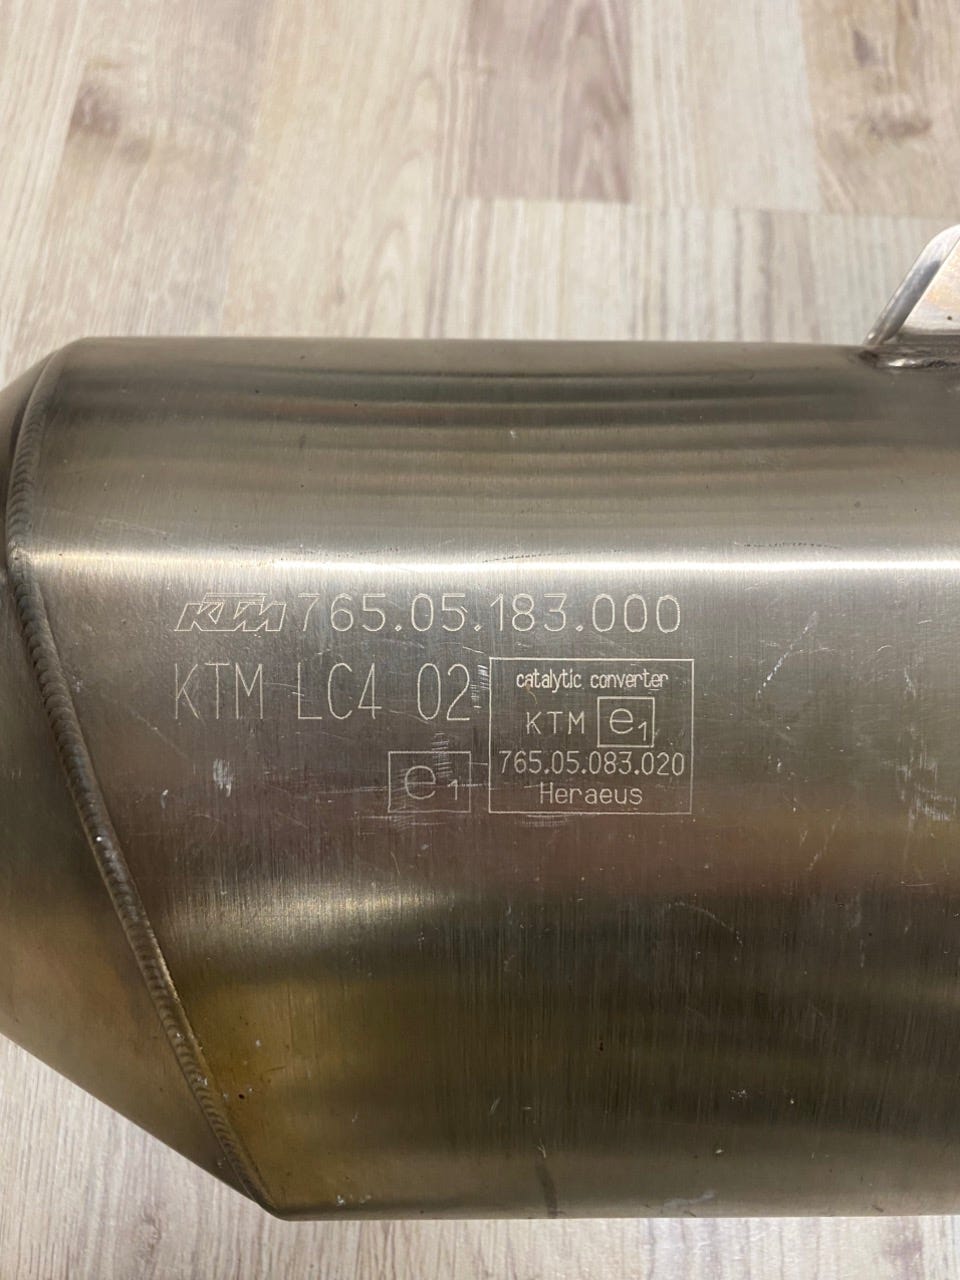 KTM 765.05.183.000
KTM LC4 02
e1
catalytic converter
KTM e1
765.05.083.020
Heraeus